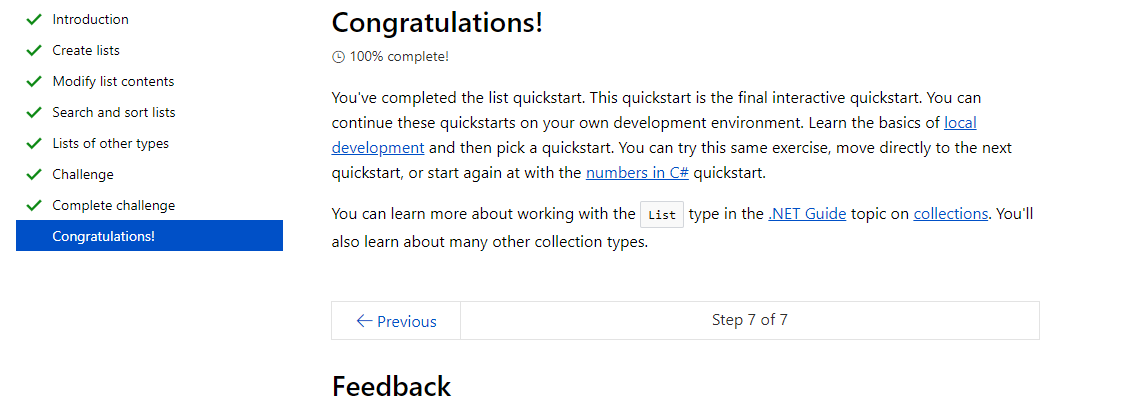 Introduction
Create lists
Modify list contents
Search and sort lists
Lists of other types
Challenge
Complete challenge
Congratulations!
Congratulations!
100% complete!
You've completed the list quickstart. This quickstart is the final interactive quickstart. You can
continue these quickstarts on your own development environment. Learn the basics of local
development and then pick a quickstart. You can try this same exercise, move directly to the next
quickstart, or start again at with the numbers in C# quickstart.
You can learn more about working with the List type in the .NET Guide topic on collections. You'll
also learn about many other collection types.
← Previous
Step 7 of 7
Feedback